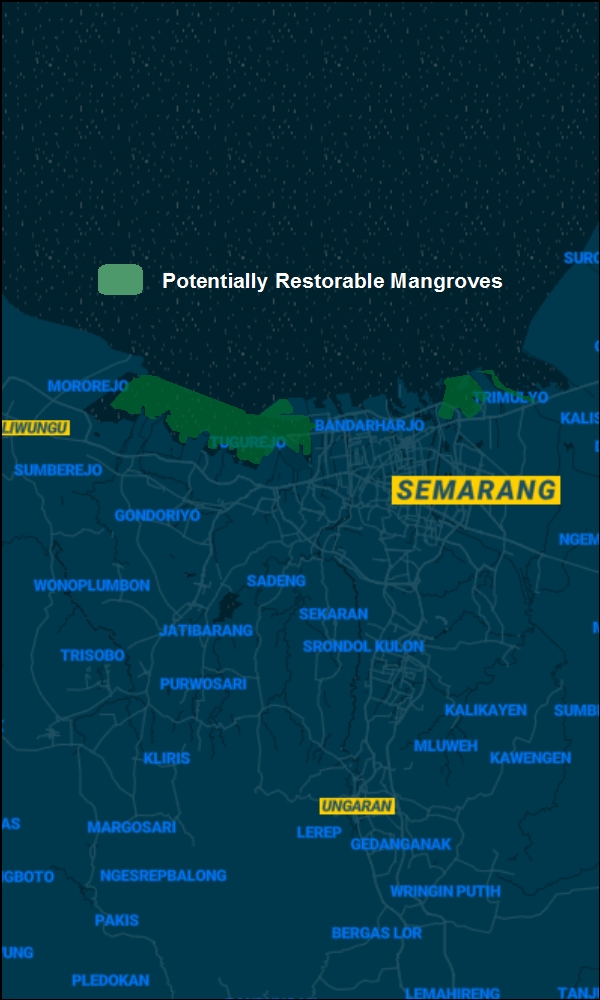 SURO
Potentially Restorable Mangroves
MOROREJO
TRIMULYO
LIWUNGU
TUGUREJO
BANDARHARJO
KALIS
SUMBEREJO
SEMARANG
GONDORIYO
NGEM
WONOPLUMBON
SADENG
SEKARAN
JATIBARANG
SRONDOL KULON
TRISOBO
PURWOSARI
KALIKAYEN
SUMBE
MLUWEH
KLIRIS
KAWENGEN
UNGARAN
AS
MARGOSARI
LEREP
GEDANGANAK
GBOTO
NGESREPBALONG
WRINGIN PUTIH
PAKIS
BERGAS LOR
UNG
PLEDOKAN
LEMAHIRENG
TANJ